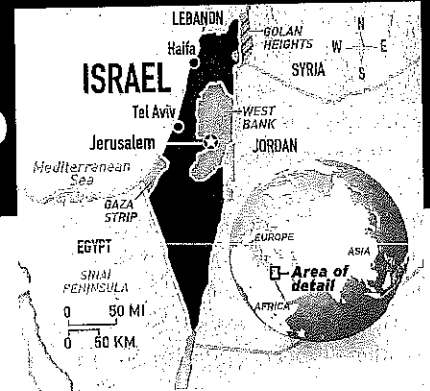 LEBANON
GOLAN
HEIGHTS
N
W E
S
Haifa
SYRIA
ISRAEL
Tel Aviv
WEST
BANK
Jerusalem
JORDAN
Mediterranean
Sea
GAZA
STRIP
EGYPT
SINAI
PENINSULA
EUROPE
ASIA
Area of
detail
AFRICA
0 50 MI
0 50 KM